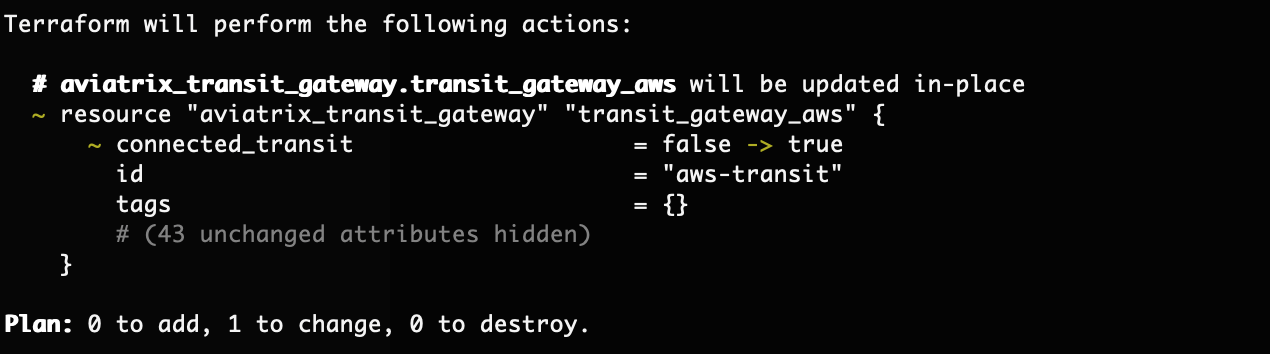 Terraform will perform the following actions:
# aviatrix_transit_gateway.transit_gateway_aws will be updated in-place
~ resource "aviatrix_transit_gateway" "transit_gateway_aws" {
~ connected_transit = false -> true
id = "aws-transit"
tags = {}
# (43 unchanged attributes hidden)
}
Plan: 0 to add, 1 to change, 0 to destroy.